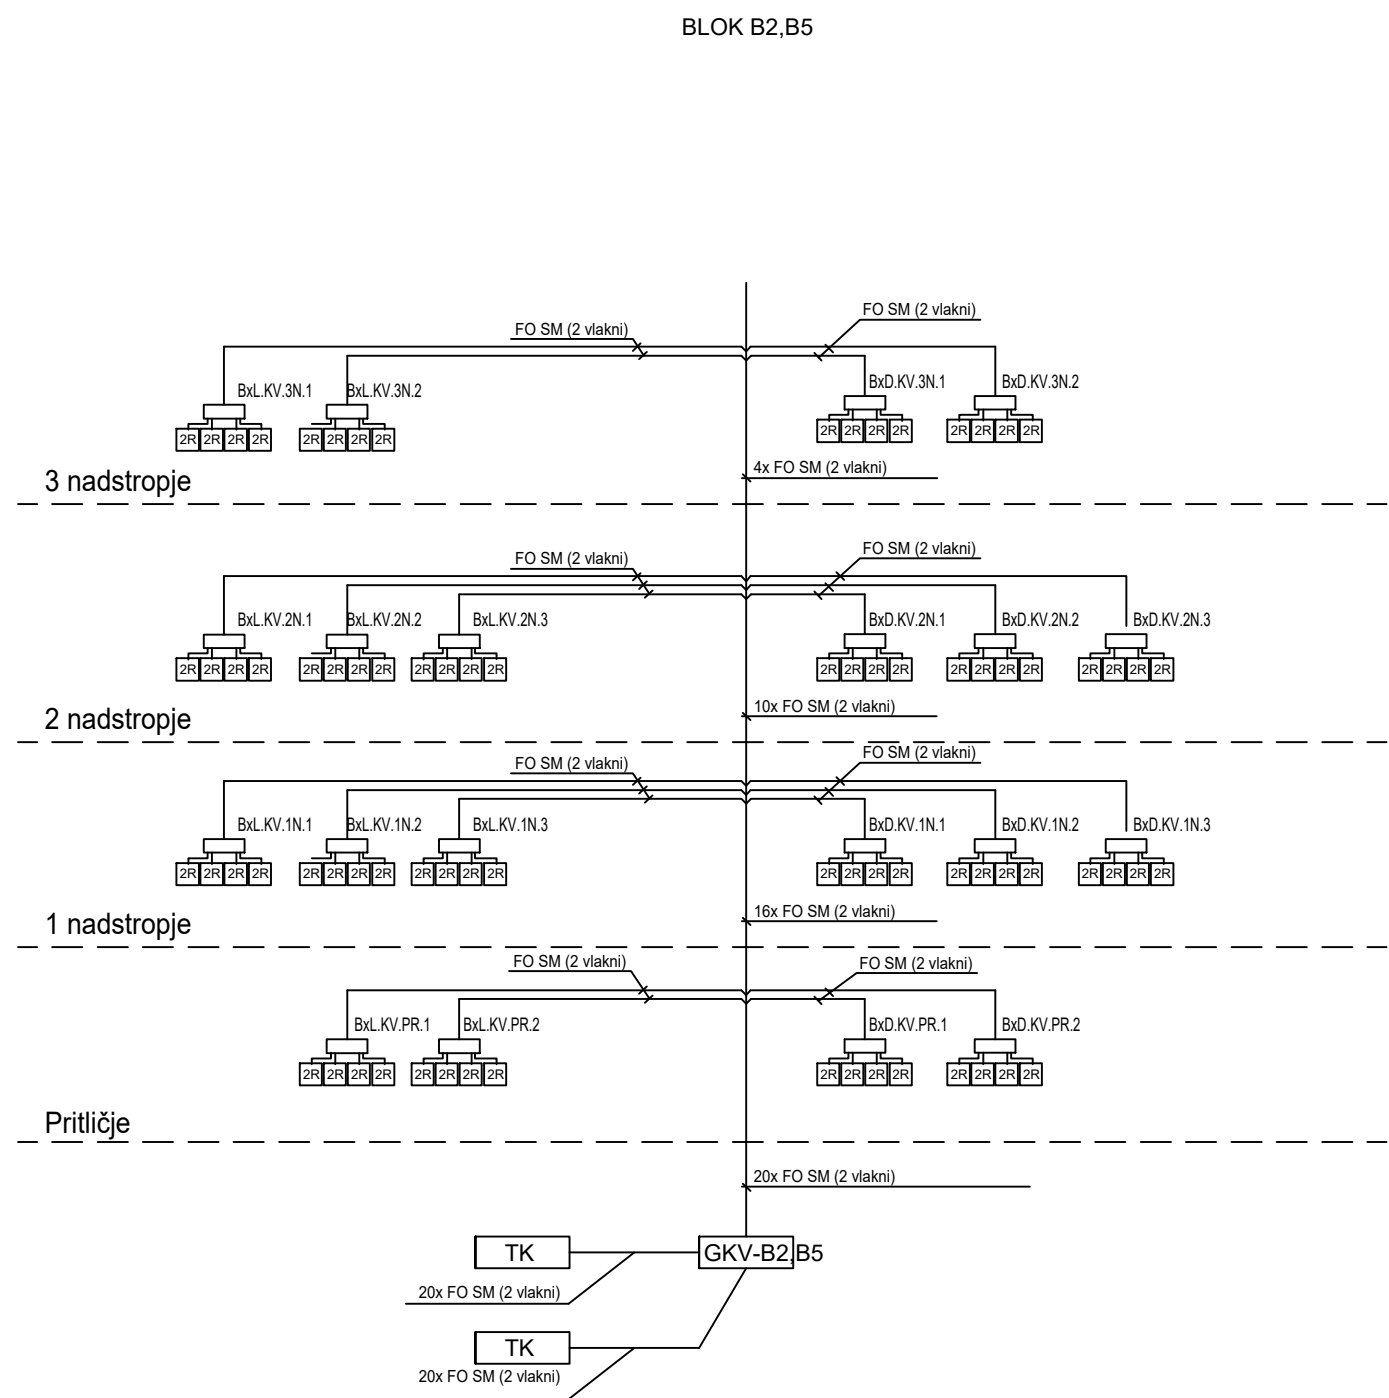 BLOK B2,B5
FO SM (2 vlakni)
FO SM (2 vlakni)
BxL.KV.3N.1
BxL.KV.3N.2
BxD.KV.3N.1
BxD.KV.3N.2
2R 2R 2R 2R
2R 2R 2R 2R
2R 2R 2R 2R
2R 2R 2R 2R
4x FO SM (2 vlakni)
3 nadstropje
FO SM (2 vlakni)
FO SM (2 vlakni)
BxL.KV.2N.1
BxL.KV.2N.2
BxL.KV.2N.3
BxD.KV.2N.1
BxD.KV.2N.2
BxD.KV.2N.3
2R 2R 2R 2R
2R 2R 2R 2R
2R 2R 2R 2R
2R 2R 2R 2R
2R 2R 2R 2R
2R 2R 2R 2R
10x FO SM (2 vlakni)
2 nadstropje
FO SM (2 vlakni)
FO SM (2 vlakni)
BxL.KV.1N.1
BxL.KV.1N.2
BxL.KV.1N.3
BxD.KV.1N.1
BxD.KV.1N.2
BxD.KV.1N.3
2R 2R 2R 2R
2R 2R 2R 2R
2R 2R 2R 2R
2R 2R 2R 2R
2R 2R 2R 2R
2R 2R 2R 2R
16x FO SM (2 vlakni)
1 nadstropje
FO SM (2 vlakni)
FO SM (2 vlakni)
BxL.KV.PR.1
BxL.KV.PR.2
BxD.KV.PR.1
BxD.KV.PR.2
2R 2R 2R 2R
2R 2R 2R 2R
2R 2R 2R 2R
2R 2R 2R 2R
Pritličje
20x FO SM (2 vlakni)
TK
GKV-B2,B5
20x FO SM (2 vlakni)
TK
20x FO SM (2 vlakni)